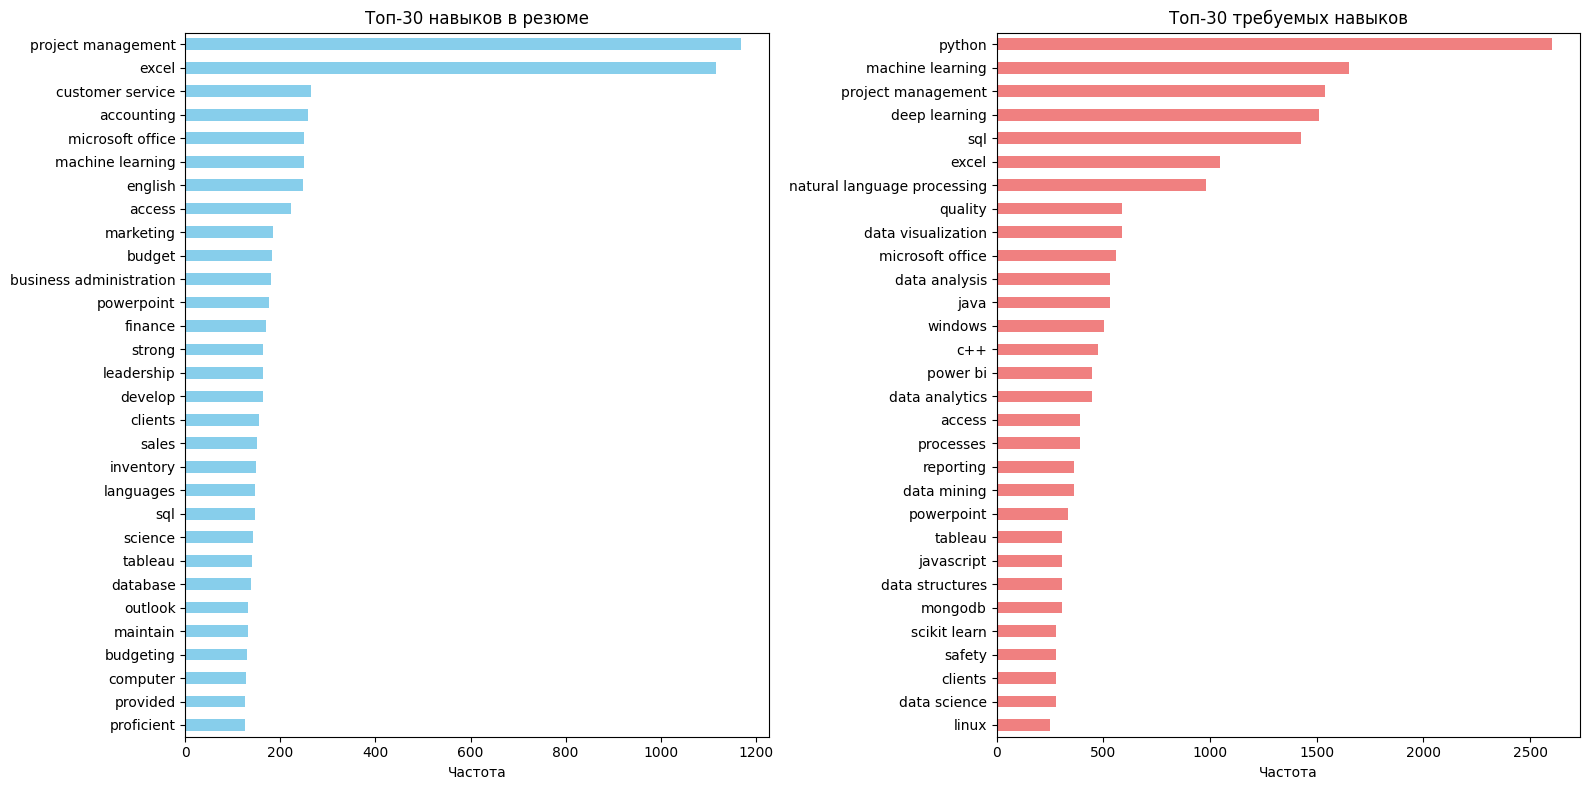 Топ-30 навыков в резюме
project management
excel
customer service
accounting
microsoft office
machine learning
english
access
marketing
budget
business administration
powerpoint
finance
strong
leadership
develop
clients
sales
inventory
languages
sql
science
tableau
database
outlook
maintain
budgeting
computer
provided
proficient
0 200 400 600 800 1000 1200
Частота
Топ-30 требуемых навыков
python
machine learning
project management
deep learning
sql
excel
natural language processing
quality
data visualization
microsoft office
data analysis
java
windows
c++
power bi
data analytics
access
processes
reporting
data mining
powerpoint
tableau
javascript
data structures
mongodb
scikit learn
safety
clients
data science
linux
0 500 1000 1500 2000 2500
Частота